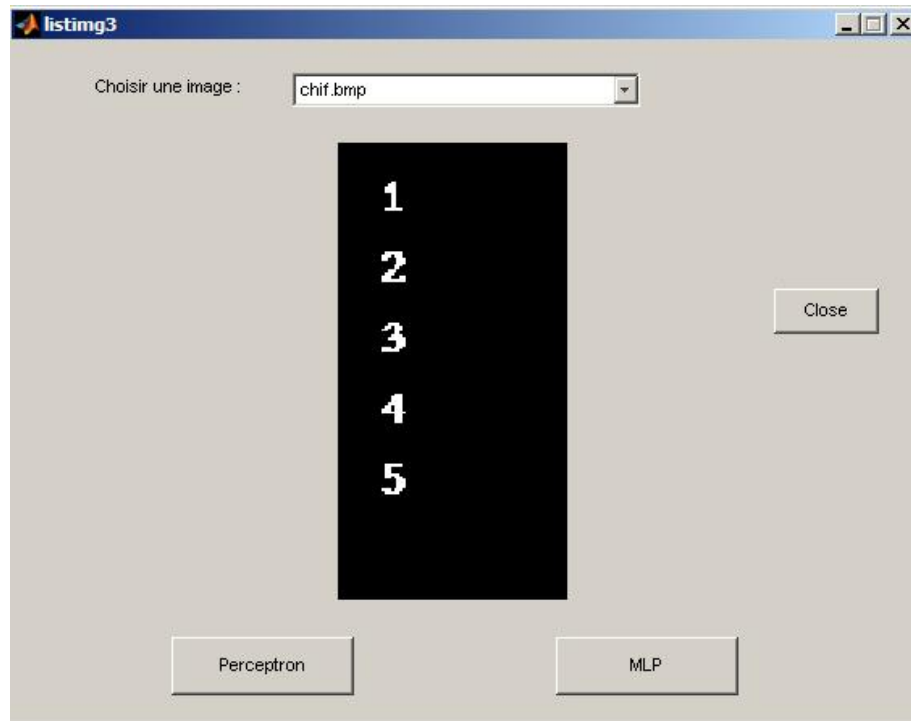 listimg3
Choisir une image :
chif.bmp
1
2
3
4
5
Close
Perceptron
MLP